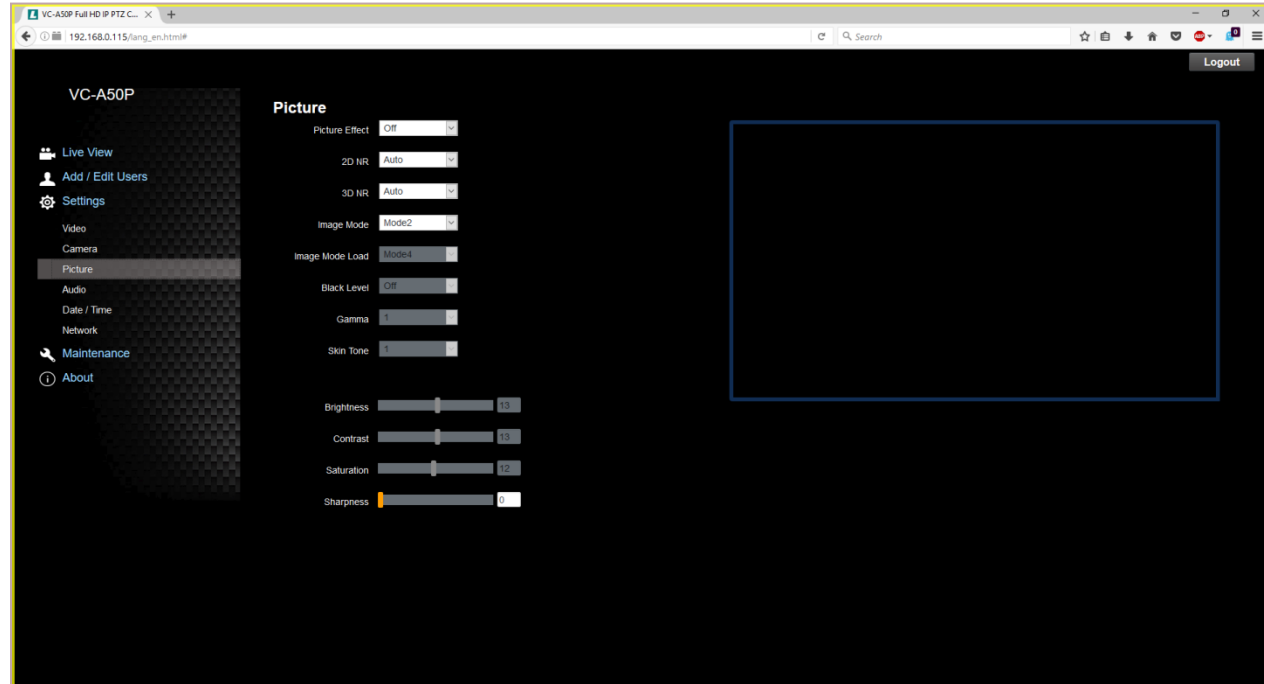 VC-A50P Full HD IP PTZ C...
192.168.0.115/lang_en.html#
Search
0
Logout
VC-A50P
Live View
Add / Edit Users
Settings
Video
Camera
Picture
Audio
Date / Time
Network
Maintenance
About
Picture
Picture Effect Off
2D NR Auto
3D NR Auto
Image Mode Mode2
Image Mode Load Mode4
Black Level Off
Gamma 1
Skin Tone 1
Brightness 13
Contrast 13
Saturation 12
Sharpness 0